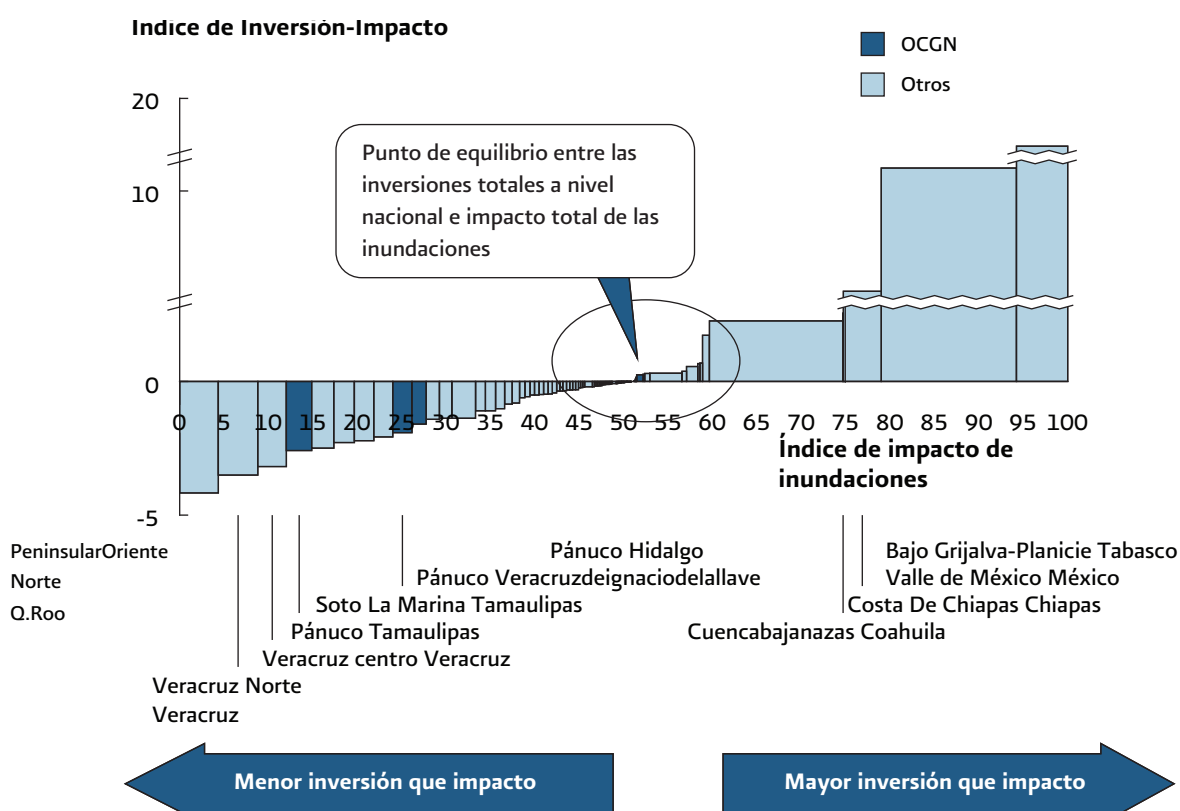 Indice de Inversión-Impacto
OCGN
Otros
20
10
0
-5
Punto de equilibrio entre las
inversiones totales a nivel
nacional e impacto total de las
inundaciones
0 5 10 15 20 25 30 35 40 45 50 55 60 65 70 75 80 85 90 95 100
Índice de impacto de
inundaciones
PeninsularOriente
Norte
Q.Roo
Pánuco Hidalgo
Pánuco Veracruzdeignaciodelallave
Soto La Marina Tamaulipas
Pánuco Tamaulipas
Veracruz centro Veracruz
Veracruz Norte
Veracruz
Bajo Grijalva-Planicie Tabasco
Valle de México México
Costa De Chiapas Chiapas
Cuencabajanazas Coahuila
Menor inversión que impacto
Mayor inversión que impacto